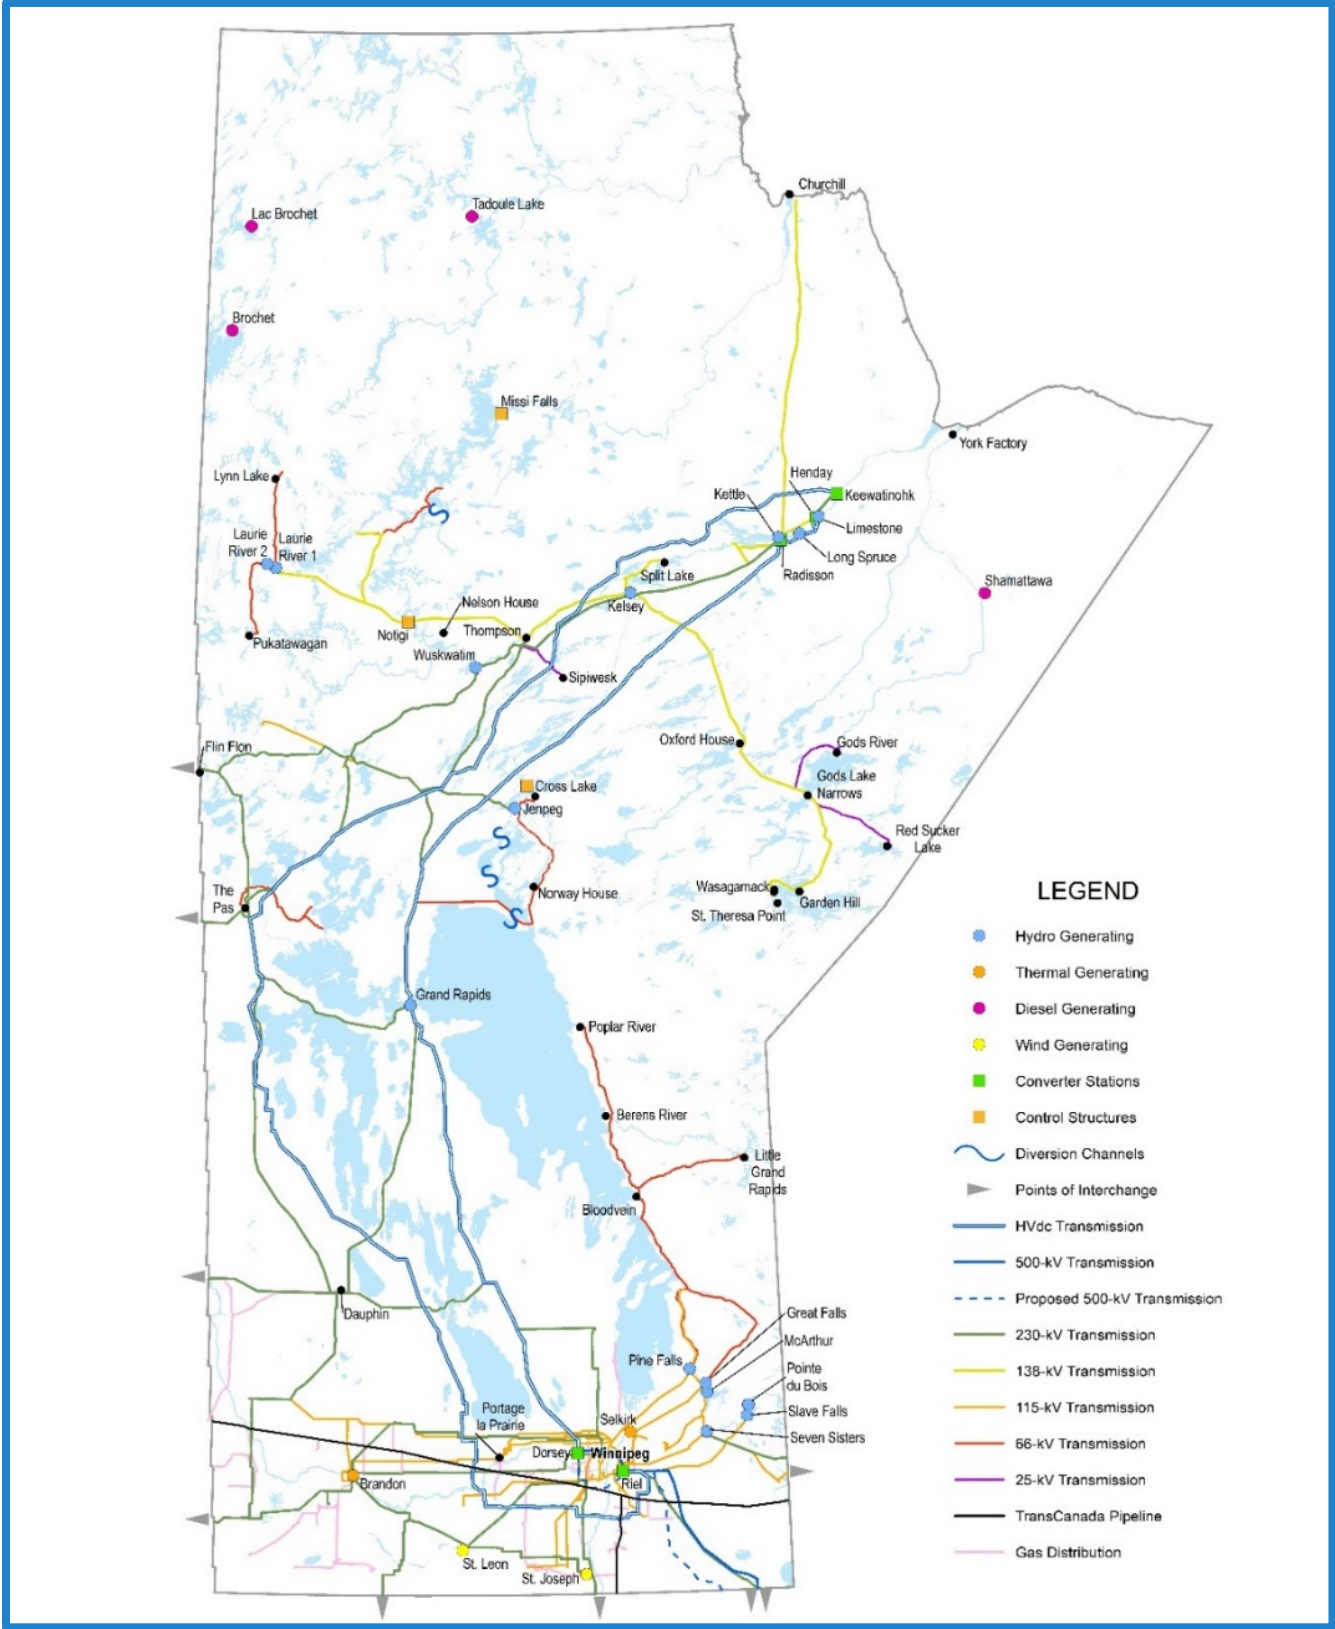 Churchill
Lac Brochet
Tadoule Lake
Brochet
Missi Falls
York Factory
Lynn Lake
Henday
Kettle
Keewatinohk
Limestone
Laurie
River 2
Laurie
River 1
Long Spruce
Split Lake
Radisson
Shamattawa
Kelsey
Nelson House
Notigi
Thompson
Pukatawagan
Wuskwatim
Sipiwesk
Flin Flon
Oxford House
Gods River
Gods Lake
Narrows
Cross Lake
Jenpeg
Red Sucker
Lake
The
Pas
Norway House
Wasagamack
Garden Hill
St. Theresa Point
Grand Rapids
Poplar River
Berens River
Little
Grand
Rapids
Bloodvein
Dauphin
Great Falls
McArthur
Pine Falls
Pointe
du Bois
Slave Falls
Portage
la Prairie
Selkirk
Seven Sisters
Dorsey
Winnipeg
Brandon
Riel
St. Leon
St. Joseph
LEGEND
Hydro Generating
Thermal Generating
Diesel Generating
Wind Generating
Converter Stations
Control Structures
Diversion Channels
Points of Interchange
HVdc Transmission
500-kV Transmission
Proposed 500-kV Transmission
230-kV Transmission
138-kV Transmission
115-kV Transmission
66-kV Transmission
25-kV Transmission
TransCanada Pipeline
Gas Distribution